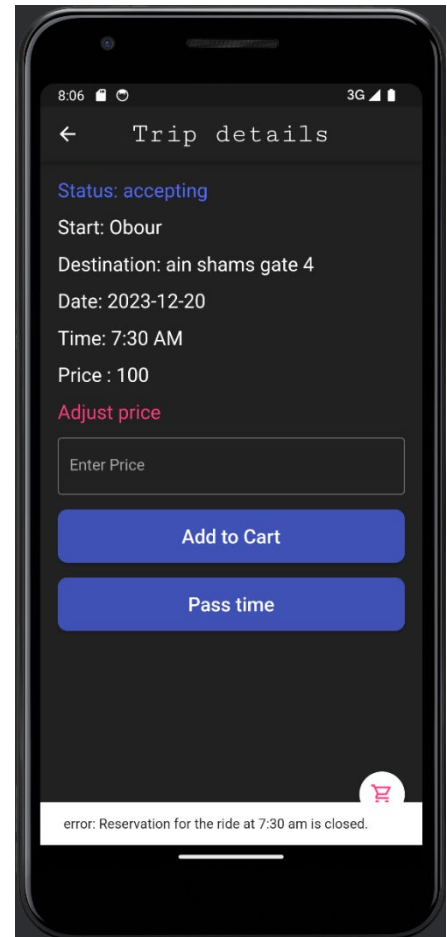 8:06 3G
Trip details
Status: accepting
Start: Obour
Destination: ain shams gate 4
Date: 2023-12-20
Time: 7:30 AM
Price : 100
Adjust price
Enter Price
Add to Cart
Pass time
error: Reservation for the ride at 7:30 am is closed.